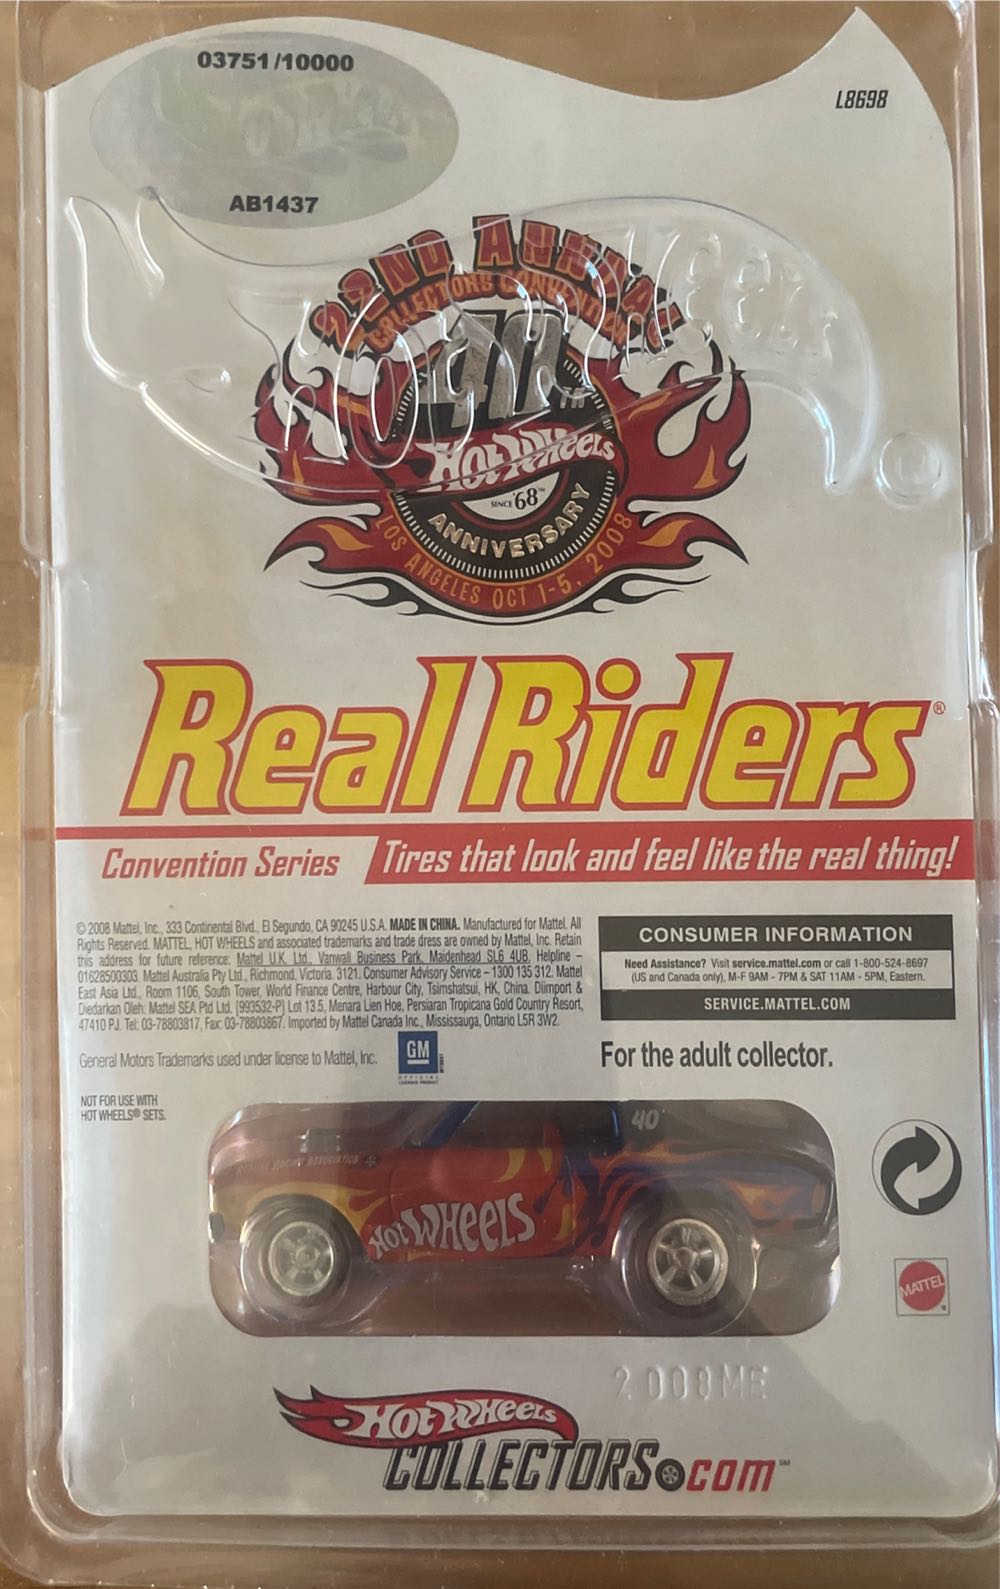 03751/10000
AB1437
L8698
22ND ANNUAL
COLLECTORS CONVENTION
40 TM
HOT WHEELS
SINCE '68™
ANNIVERSARY
LOS ANGELES OCT 1-5, 2008
Real Riders®
Convention Series
Tires that look and feel like the real thing!
© 2008 Mattel, Inc., 333 Continental Blvd., El Segundo, CA 90245 U.S.A. MADE IN CHINA. Manufactured for Mattel. All
Rights Reserved. MATTEL, HOT WHEELS and associated trademarks and trade dress are owned by Mattel, Inc. Retain
this address for future reference: Mattel U.K. Ltd., Vanwall Business Park, Maidenhead SL6 4UB. Helpline –
01628500303. Mattel Australia Pty Ltd., Richmond, Victoria. 3121. Consumer Advisory Service – 1300 135 312. Mattel
East Asia Ltd., Room 1106, South Tower, World Finance Centre, Harbour City, Tsimshatsui, HK, China. Diimport &
Diedarkan Oleh: Mattel SEA Ptd Ltd. [993532-P] Lot 13.5, Menara Lien Hoe, Persiaran Tropicana Golf Country Resort,
47410 PJ. Tel: 03-78803817, Fax: 03-78803867. Imported by Mattel Canada Inc., Mississauga, Ontario L5R 3W2.
CONSUMER INFORMATION
Need Assistance? Visit service.mattel.com or call 1-800-524-8697
(US and Canada only), M-F 9AM - 7PM & SAT 11AM - 5PM, Eastern.
SERVICE.MATTEL.COM
General Motors Trademarks used under license to Mattel, Inc.
GM
OFFICIAL
LICENSED PRODUCT
For the adult collector.
NOT FOR USE WITH
HOT WHEELS® SETS.
40
HOT WHEELS
MATTEL
®
2008ME
HOT WHEELS
COLLECTORS.com℠